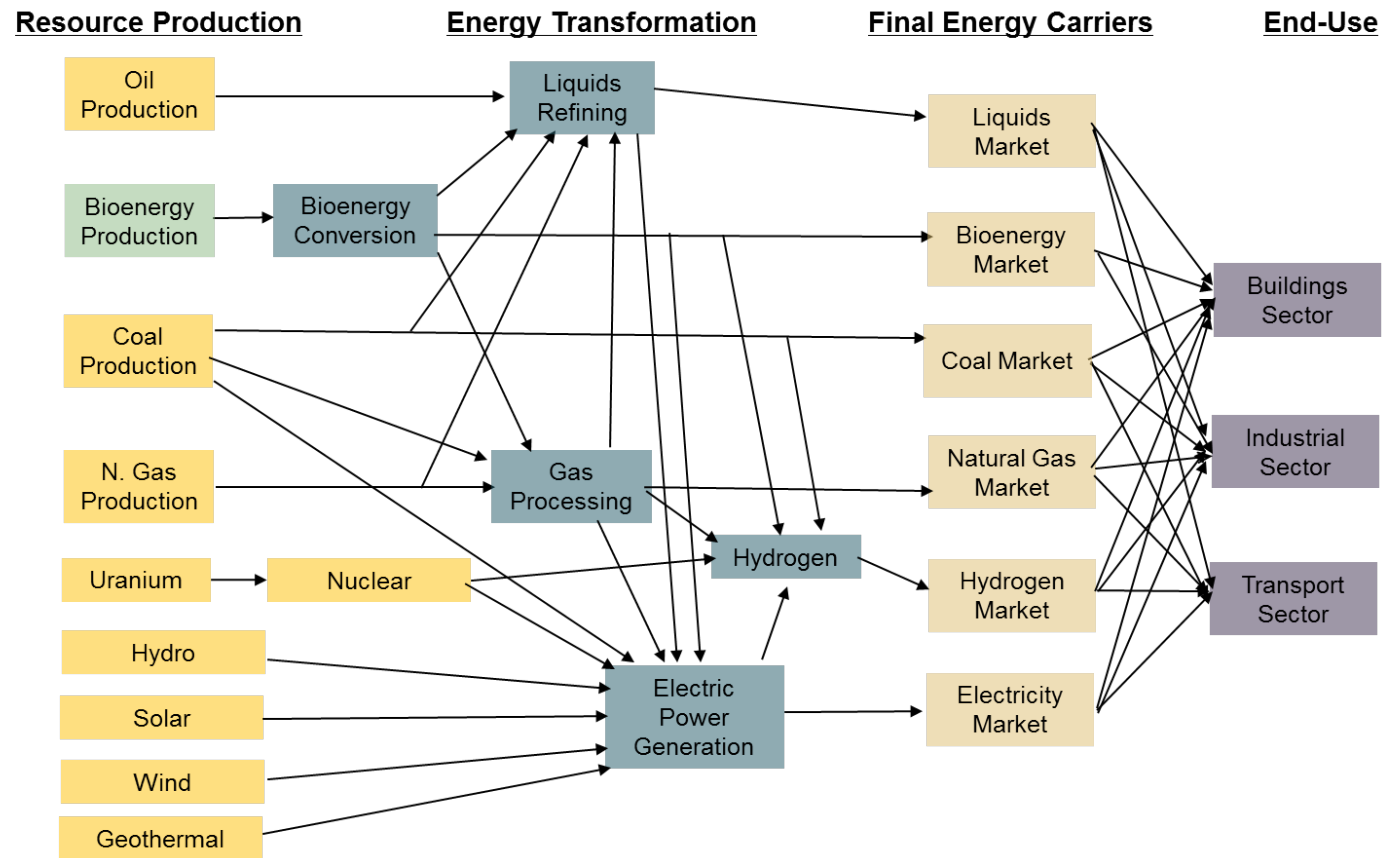 Resource Production
Energy Transformation
Final Energy Carriers
End-Use
Oil
Production
Liquids
Refining
Liquids
Market
Bioenergy
Production
Bioenergy
Conversion
Bioenergy
Market
Buildings
Sector
Coal
Production
Coal Market
N. Gas
Production
Gas
Processing
Natural Gas
Market
Industrial
Sector
Uranium
Nuclear
Hydrogen
Hydrogen
Market
Transport
Sector
Hydro
Solar
Wind
Geothermal
Electric
Power
Generation
Electricity
Market